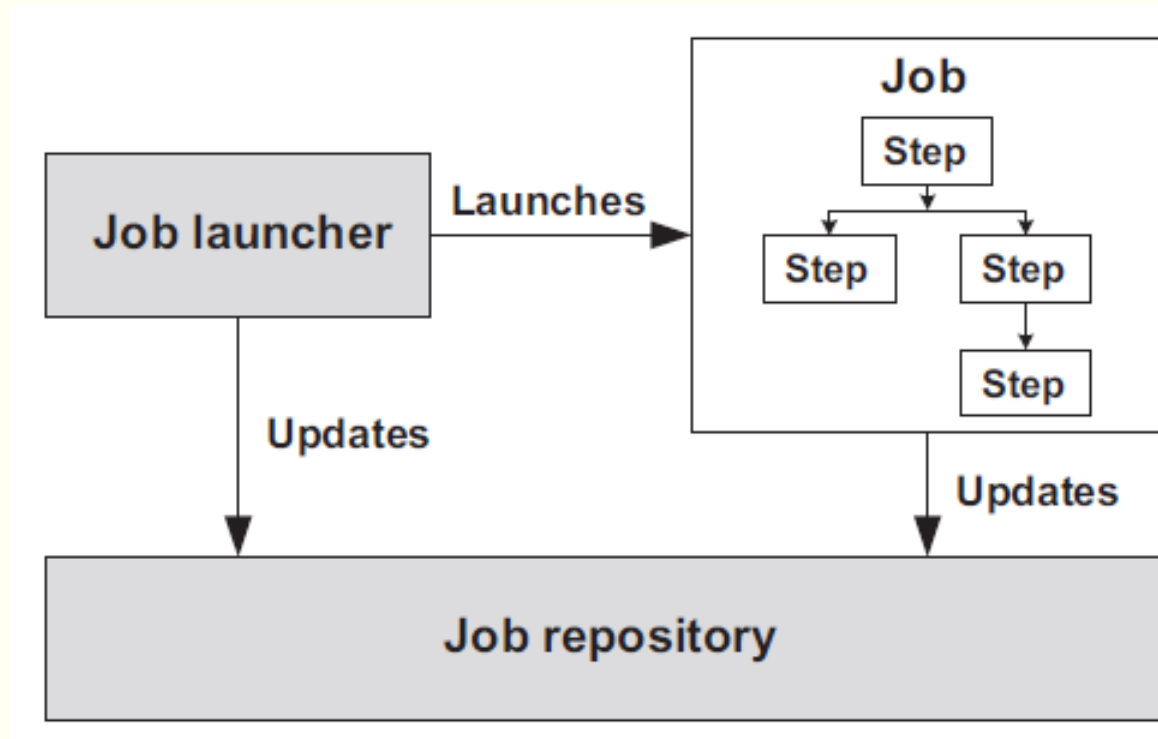 Job
Step
Job launcher
Launches
Step
Step
Step
Updates
Updates
Job repository